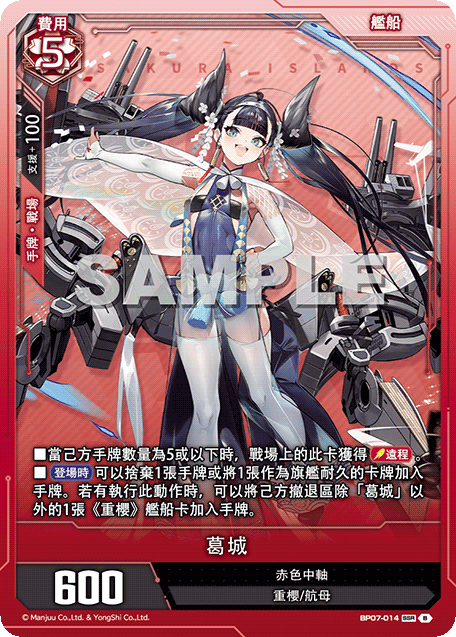 費用
5
艦船
SAKURA ISLANDS
支援+100
手牌・戰場
SAMPLE
■當己方手牌數量為5或以下時，戰場上的此卡獲得 遠程 。
■ 登場時 可以捨棄1張手牌或將1張作為旗艦耐久的卡牌加入
手牌。若有執行此動作時，可以將己方撤退區除「葛城」以
外的1張《重櫻》艦船卡加入手牌。
葛城
600
赤色中軸
重櫻/航母
© Manjuu Co.,Ltd. & YongShi Co.,Ltd.
BP07-014 SSR B